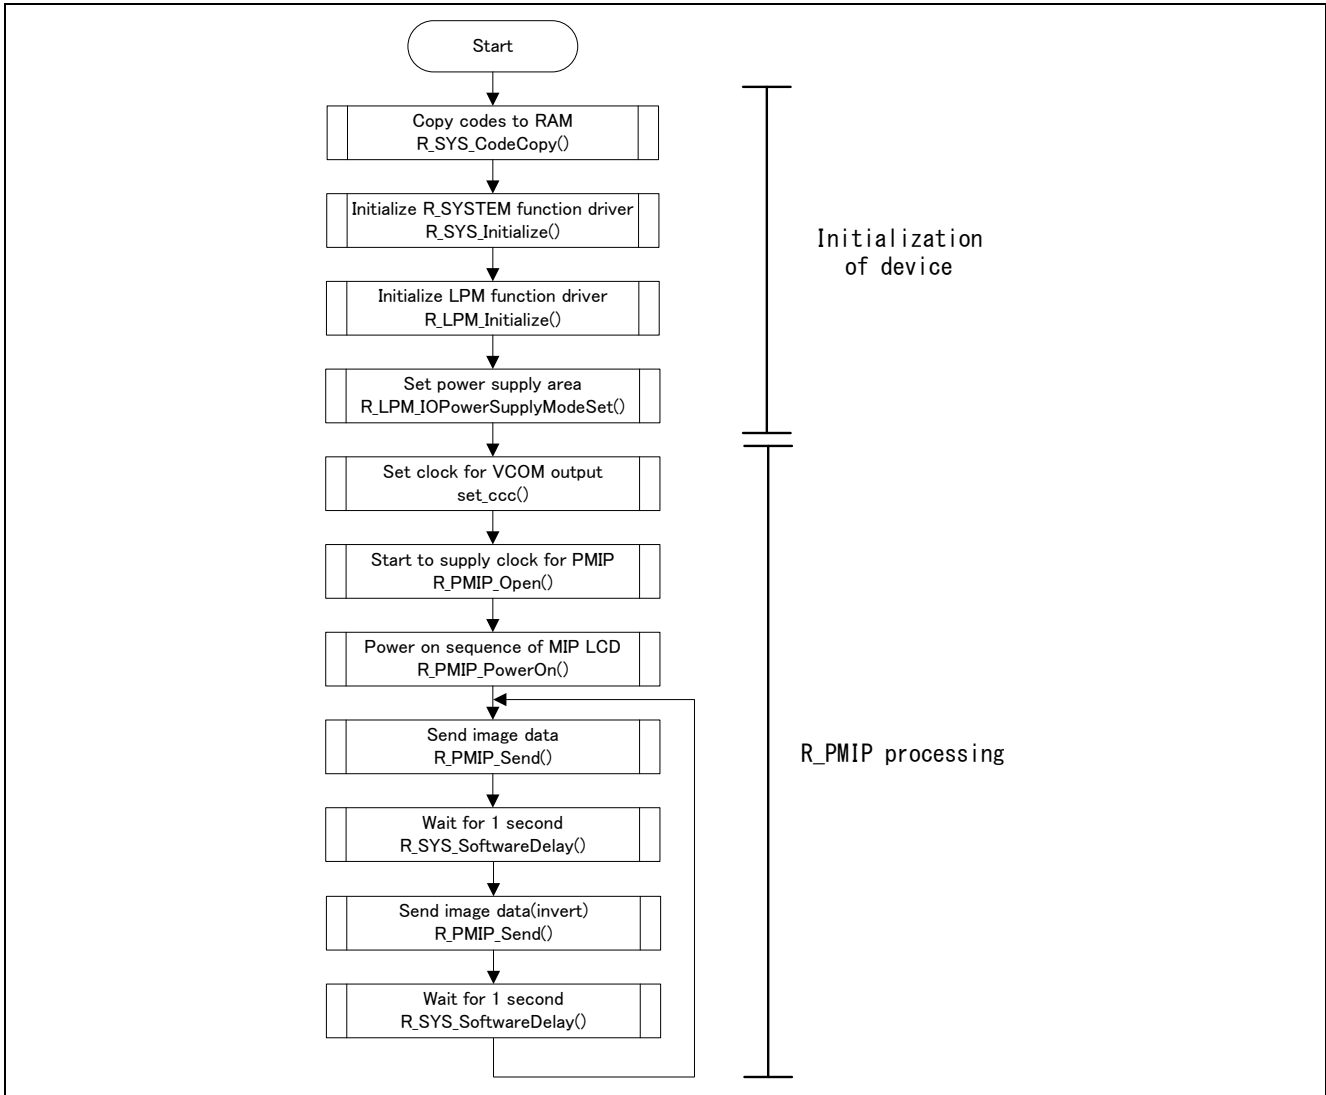 Start
Copy codes to RAM
R_SYS_CodeCopy()
Initialize R_SYSTEM function driver
R_SYS_Initialize()
Initialize LPM function driver
R_LPM_Initialize()
Set power supply area
R_LPM_IOPowerSupplyModeSet()
Initialization
of device
Set clock for VCOM output
set_ccc()
Start to supply clock for PMIP
R_PMIP_Open()
Power on sequence of MIP LCD
R_PMIP_PowerOn()
Send image data
R_PMIP_Send()
Wait for 1 second
R_SYS_SoftwareDelay()
Send image data(invert)
R_PMIP_Send()
Wait for 1 second
R_SYS_SoftwareDelay()
R_PMIP processing